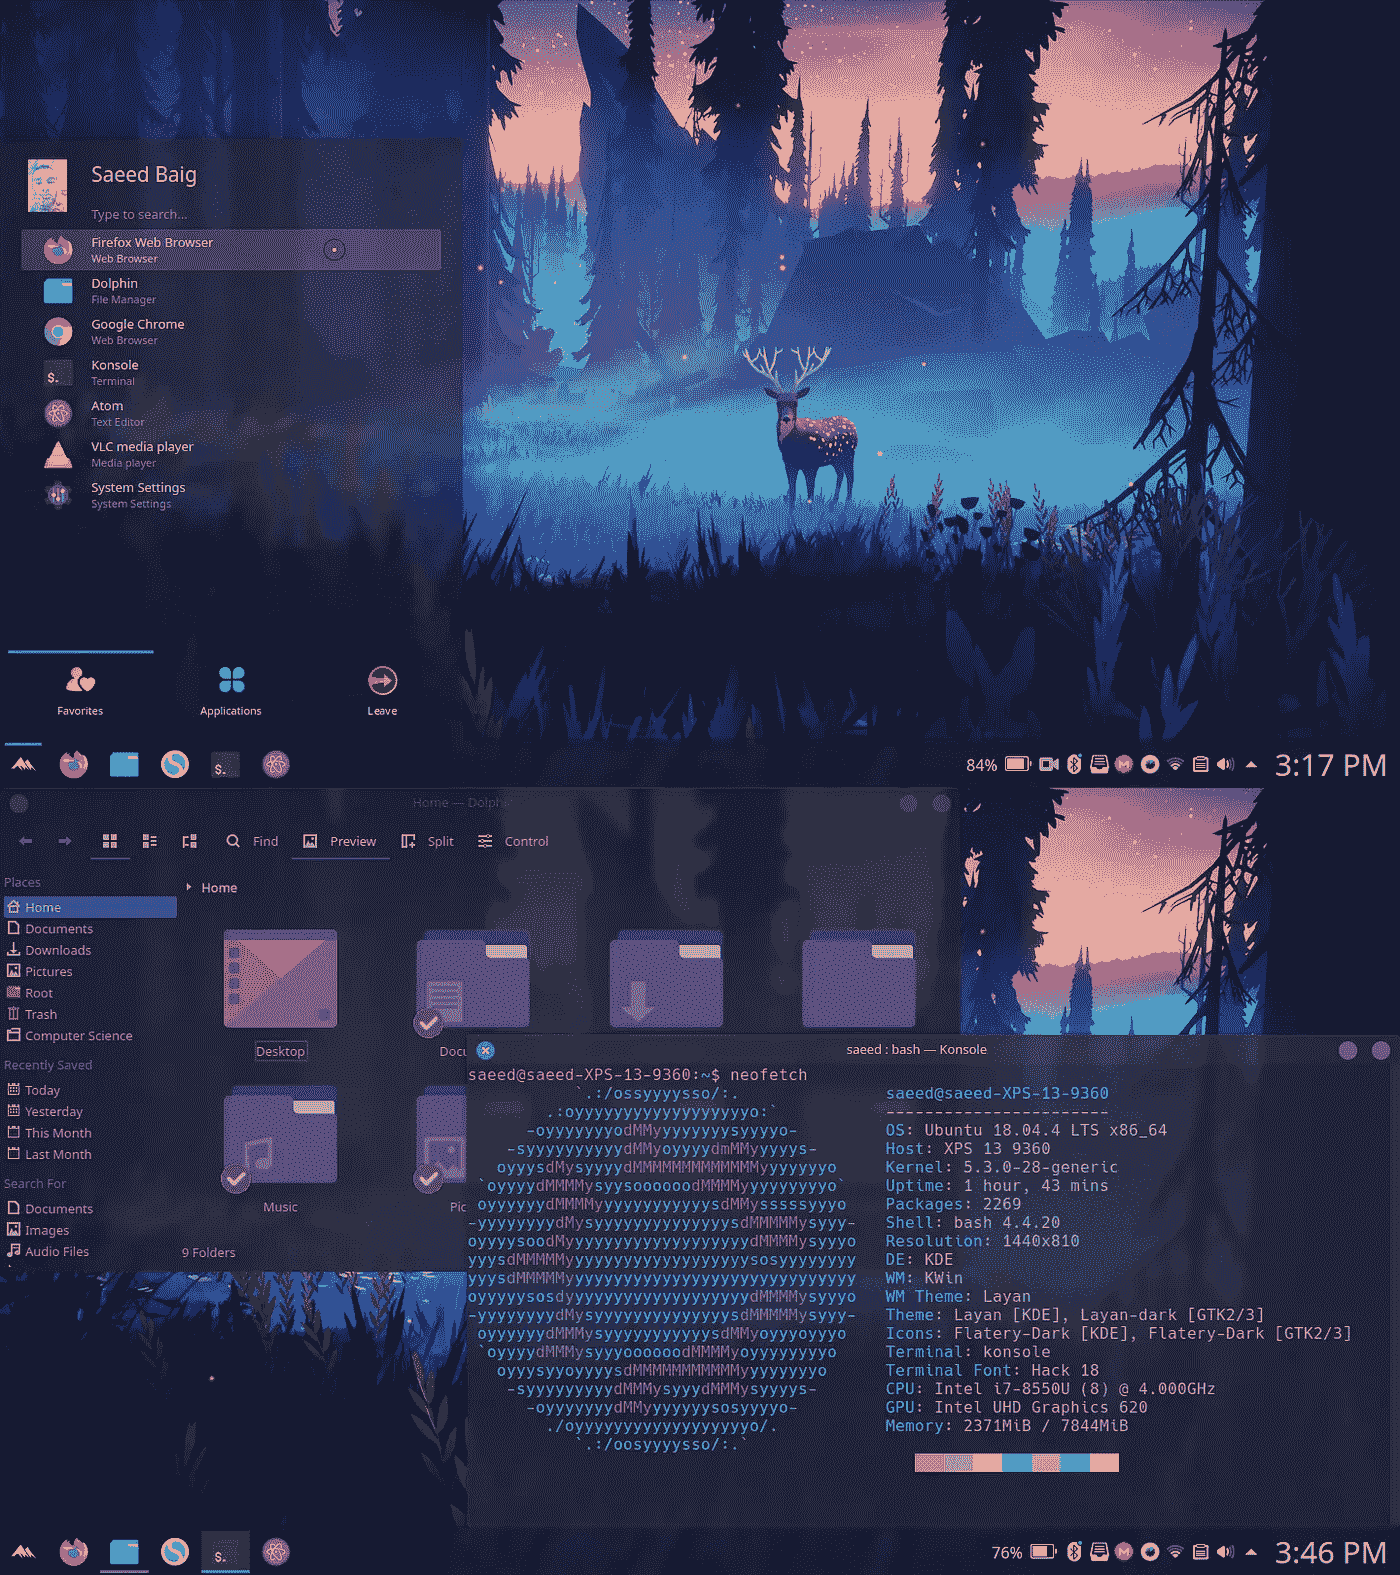 Saeed Baig
Type to search...
Firefox Web Browser
Web Browser
Dolphin
File Manager
Google Chrome
Web Browser
Konsole
Terminal
Atom
Text Editor
VLC media player
Media player
System Settings
System Settings
Favorites
Applications
Leave
84%
3:17 PM
Home — Dolphin
Find
Preview
Split
Control
Places
Home
Documents
Downloads
Pictures
Root
Trash
Computer Science
Recently Saved
Today
Yesterday
This Month
Last Month
Search For
Documents
Images
Audio Files
Home
Desktop
Docu
Music
Pic
9 Folders
saeed : bash — Konsole
saeed@saeed-XPS-13-9360:~$ neofetch
saeed@saeed-XPS-13-9360
-----------------------
OS: Ubuntu 18.04.4 LTS x86_64
Host: XPS 13 9360
Kernel: 5.3.0-28-generic
Uptime: 1 hour, 43 mins
Packages: 2269
Shell: bash 4.4.20
Resolution: 1440x810
DE: KDE
WM: KWin
WM Theme: Layan
Theme: Layan [KDE], Layan-dark [GTK2/3]
Icons: Flatery-Dark [KDE], Flatery-Dark [GTK2/3]
Terminal: konsole
Terminal Font: Hack 18
CPU: Intel i7-8550U (8) @ 4.000GHz
GPU: Intel UHD Graphics 620
Memory: 2371MiB / 7844MiB
76%
3:46 PM